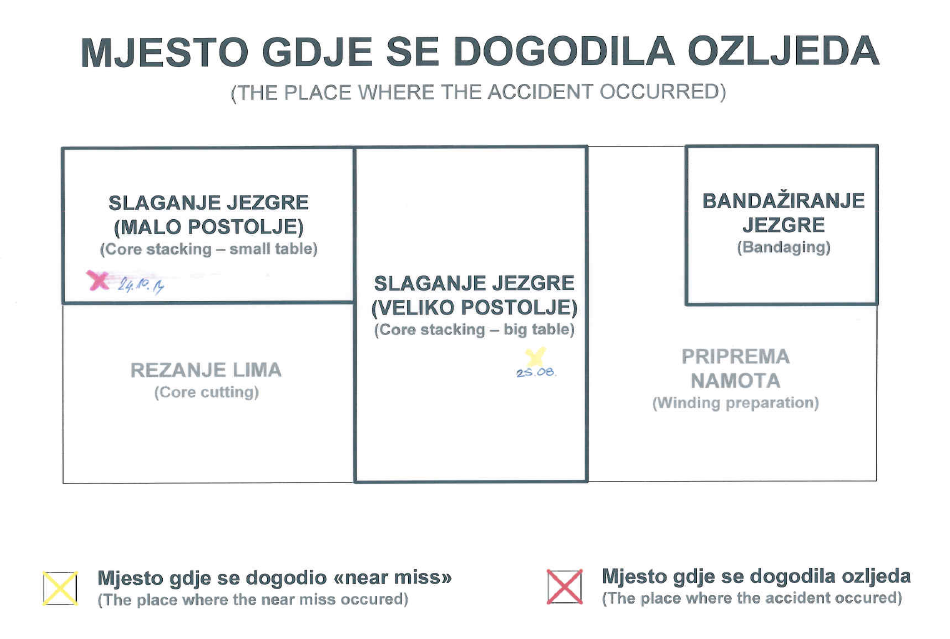 MJESTO GDJE SE DOGODILA OZLJEDA
(THE PLACE WHERE THE ACCIDENT OCCURRED)
SLAGANJE JEZGRE
(MALO POSTOLJE)
(Core stacking – small table)
24.10.17
REZANJE LIMA
(Core cutting)
SLAGANJE JEZGRE
(VELIKO POSTOLJE)
(Core stacking – big table)
25.08.
BANDAŽIRANJE
JEZGRE
(Bandaging)
PRIPREMA
NAMOTA
(Winding preparation)
Mjesto gdje se dogodio «near miss»
(The place where the near miss occured)
Mjesto gdje se dogodila ozljeda
(The place where the accident occured)